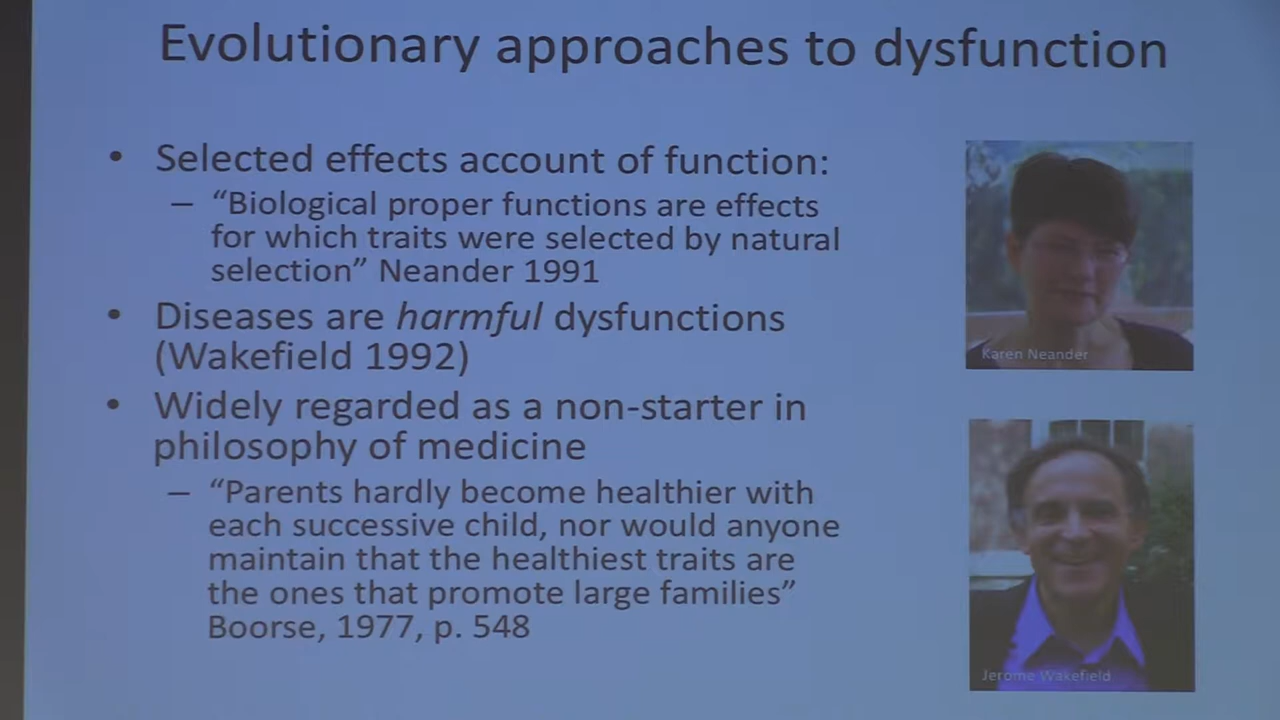 Evolutionary approaches to dysfunction
• Selected effects account of function:
– “Biological proper functions are effects
for which traits were selected by natural
selection” Neander 1991
• Diseases are harmful dysfunctions
(Wakefield 1992)
• Widely regarded as a non-starter in
philosophy of medicine
– “Parents hardly become healthier with
each successive child, nor would anyone
maintain that the healthiest traits are
the ones that promote large families”
Boorse, 1977, p. 548
Karen Neander
Jerome Wakefield